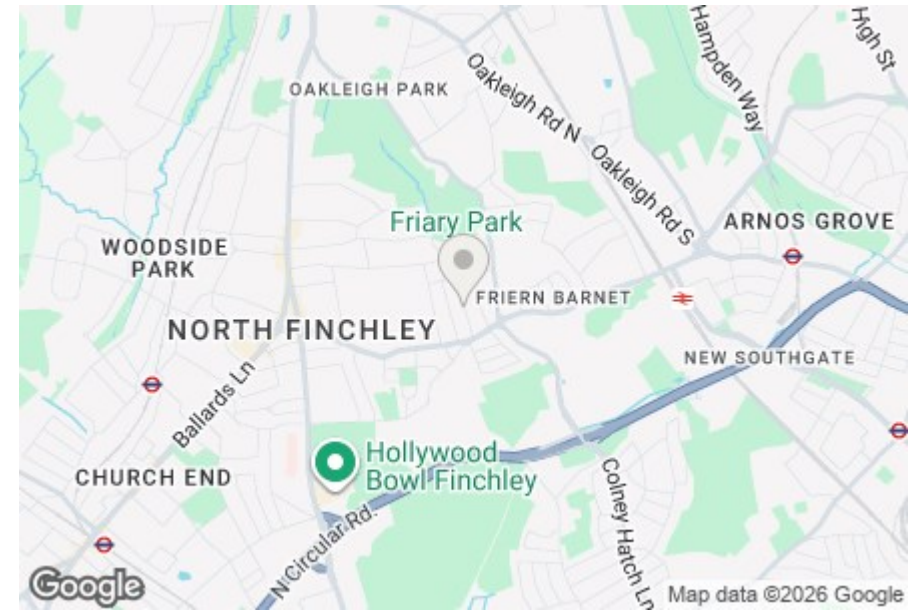 High St
Hampden Way
OAKLEIGH PARK
Oakleigh Rd N
Oakleigh Rd S
Friary Park
ARNOS GROVE
WOODSIDE
PARK
FRIERN BARNET
NORTH FINCHLEY
NEW SOUTHGATE
Ballards Ln
Hollywood
Bowl Finchley
CHURCH END
Colney Hatch Ln
N Circular Rd
Google
Map data ©2026 Google